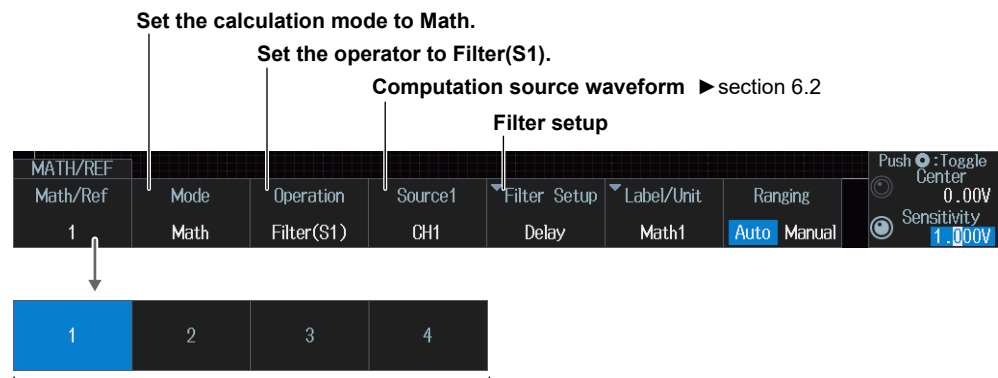 Set the calculation mode to Math.
Set the operator to Filter(S1).
Computation source waveform ►section 6.2
Filter setup
MATH/REF
Math/Ref
1
Mode
Math
Operation
Filter(S1)
Source1
CH1
Filter Setup
Delay
Label/Unit
Math1
Ranging
Auto Manual
Push :Toggle
Center
0.00V
Sensitivity
1.000V
1 2 3 4